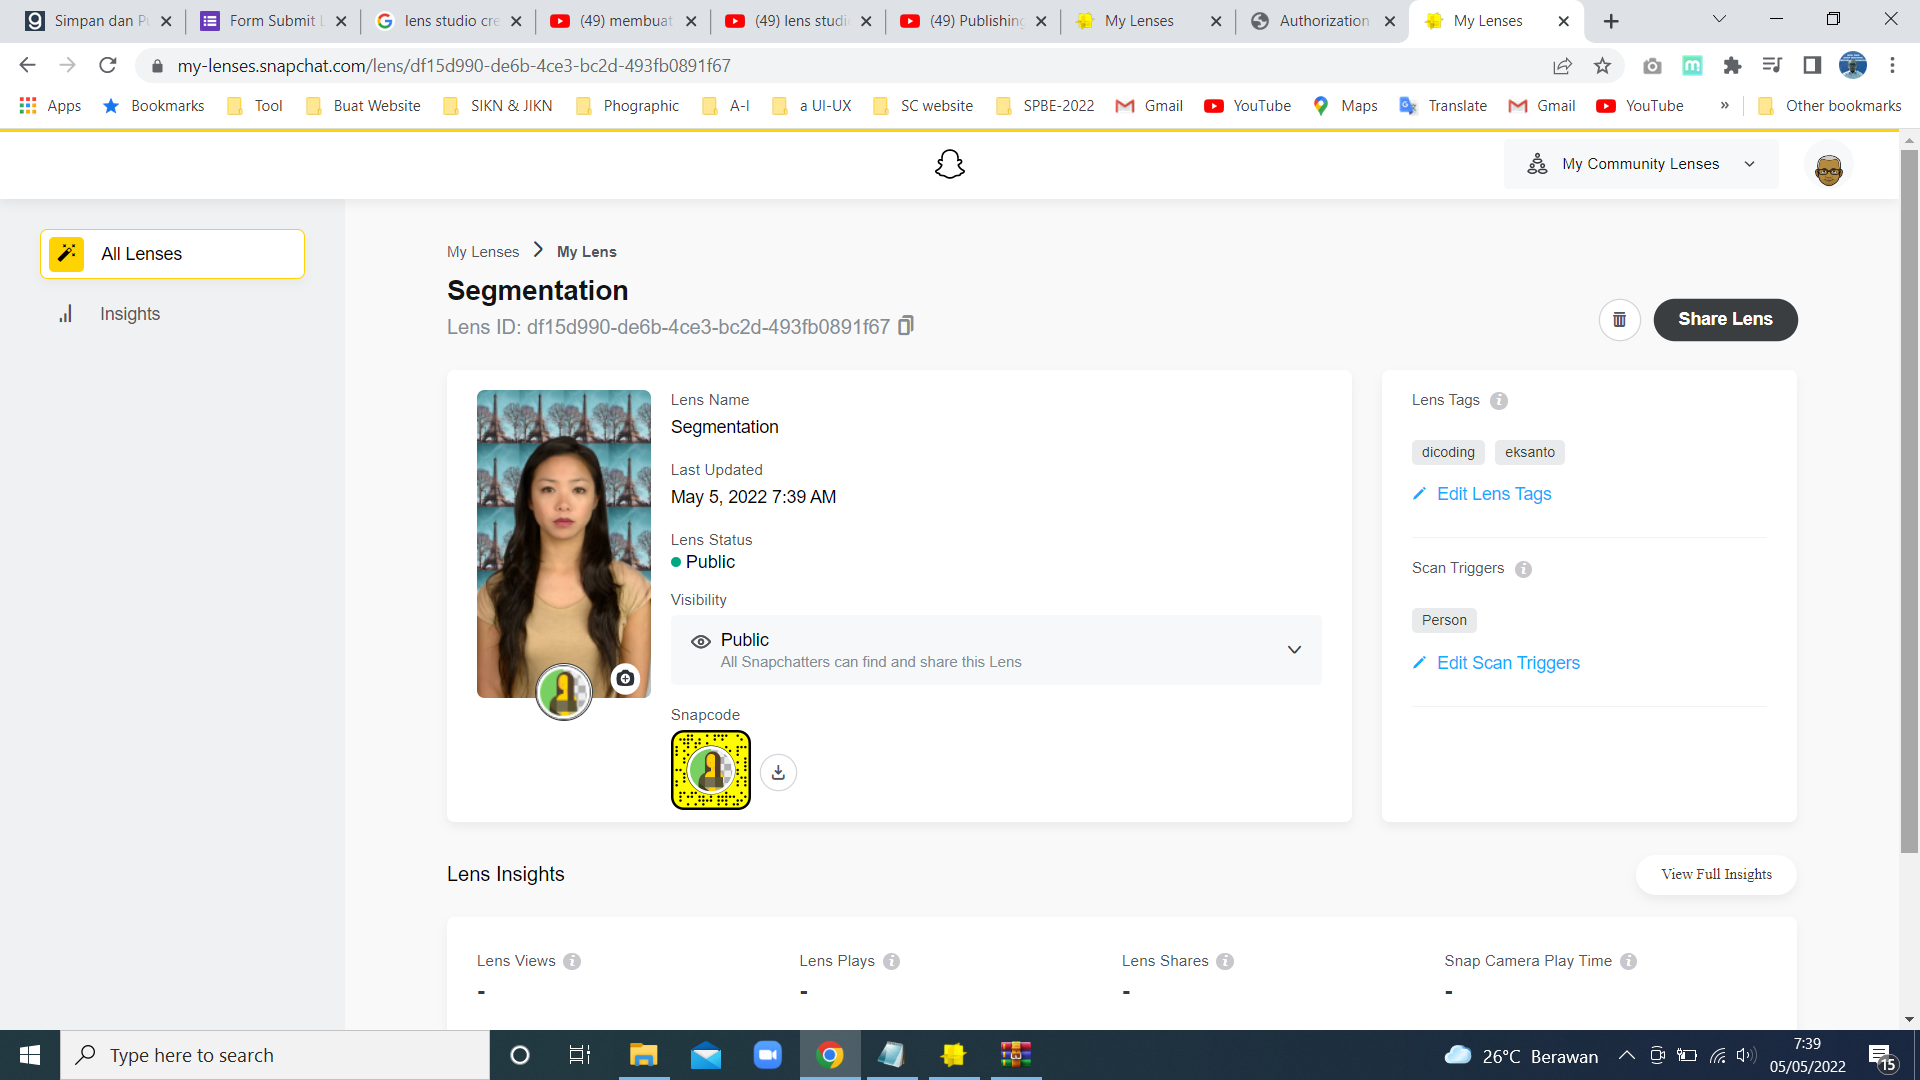 Simpan dan Pu
Form Submit L
lens studio cre
(49) membuat
(49) lens studi
(49) Publishing
My Lenses
Authorization
My Lenses
my-lenses.snapchat.com/lens/df15d990-de6b-4ce3-bc2d-493fb0891f67
Apps
Bookmarks
Tool
Buat Website
SIKN & JIKN
Phographic
A-I
a UI-UX
SC website
SPBE-2022
Gmail
YouTube
Maps
Translate
Gmail
YouTube
»
Other bookmarks
My Community Lenses
All Lenses
Insights
My Lenses > My Lens
Segmentation
Lens ID: df15d990-de6b-4ce3-bc2d-493fb0891f67
Share Lens
Lens Name
Segmentation
Last Updated
May 5, 2022 7:39 AM
Lens Status
Public
Visibility
Public
All Snapchatters can find and share this Lens
Snapcode
Lens Tags
dicoding
eksanto
Edit Lens Tags
Scan Triggers
Person
Edit Scan Triggers
Lens Insights
View Full Insights
Lens Views
-
Lens Plays
-
Lens Shares
-
Snap Camera Play Time
-
Type here to search
26°C Berawan
7:39
05/05/2022
15